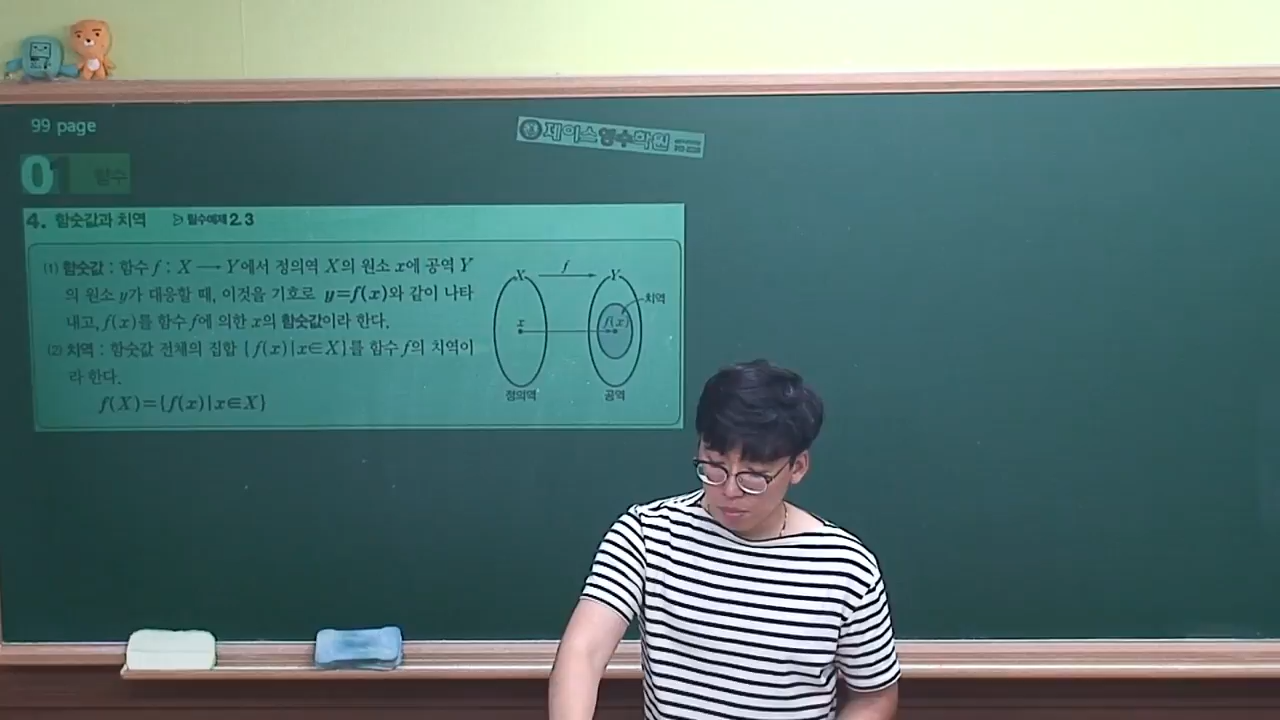 99 page
제이스영수학원
01 함수
4. 함숫값과 치역 ▷ 필수예제 2, 3
(1) 함숫값 : 함수 f : X ⟶ Y에서 정의역 X의 원소 x에 공역 Y
의 원소 y가 대응할 때, 이것을 기호로 y=f(x)와 같이 나타
내고, f(x)를 함수 f에 의한 x의 함숫값이라 한다.
(2) 치역 : 함숫값 전체의 집합 {f(x)|x∈X}를 함수 f의 치역이
라 한다.
f(X)={f(x)|x∈X}
X f Y
치역
x f(x)
정의역 공역